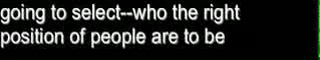 going to select--who the right
position of people are to be